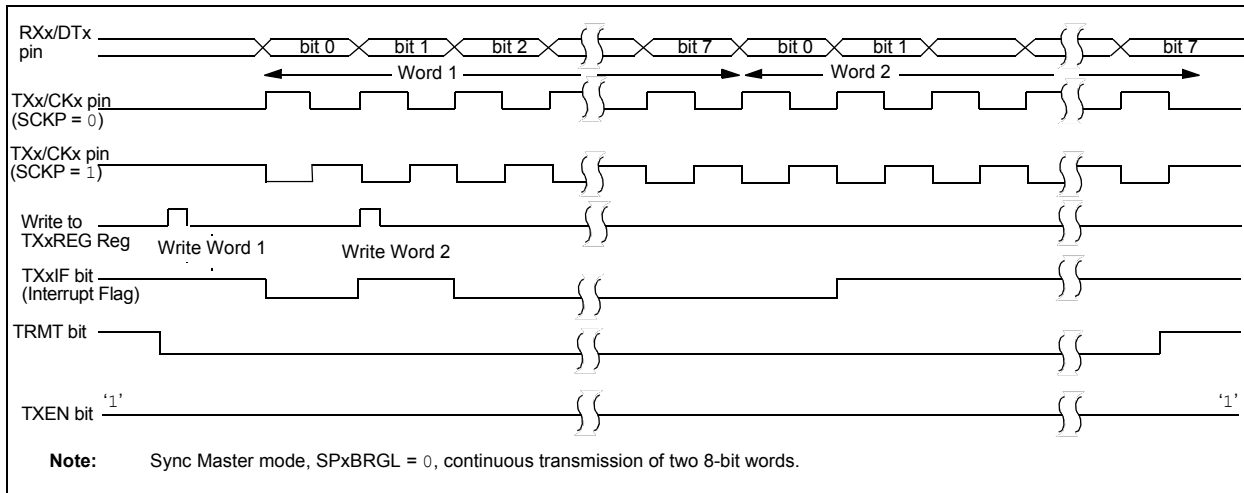 RXx/DTx
pin
bit 0 bit 1 bit 2 bit 7 bit 0 bit 1 bit 7
Word 1 Word 2
TXx/CKx pin
(SCKP = 0)
TXx/CKx pin
(SCKP = 1)
Write to
TXxREG Reg
Write Word 1 Write Word 2
TXxIF bit
(Interrupt Flag)
TRMT bit
TXEN bit
‘1’ ‘1’
Note: Sync Master mode, SPxBRGL = 0, continuous transmission of two 8-bit words.